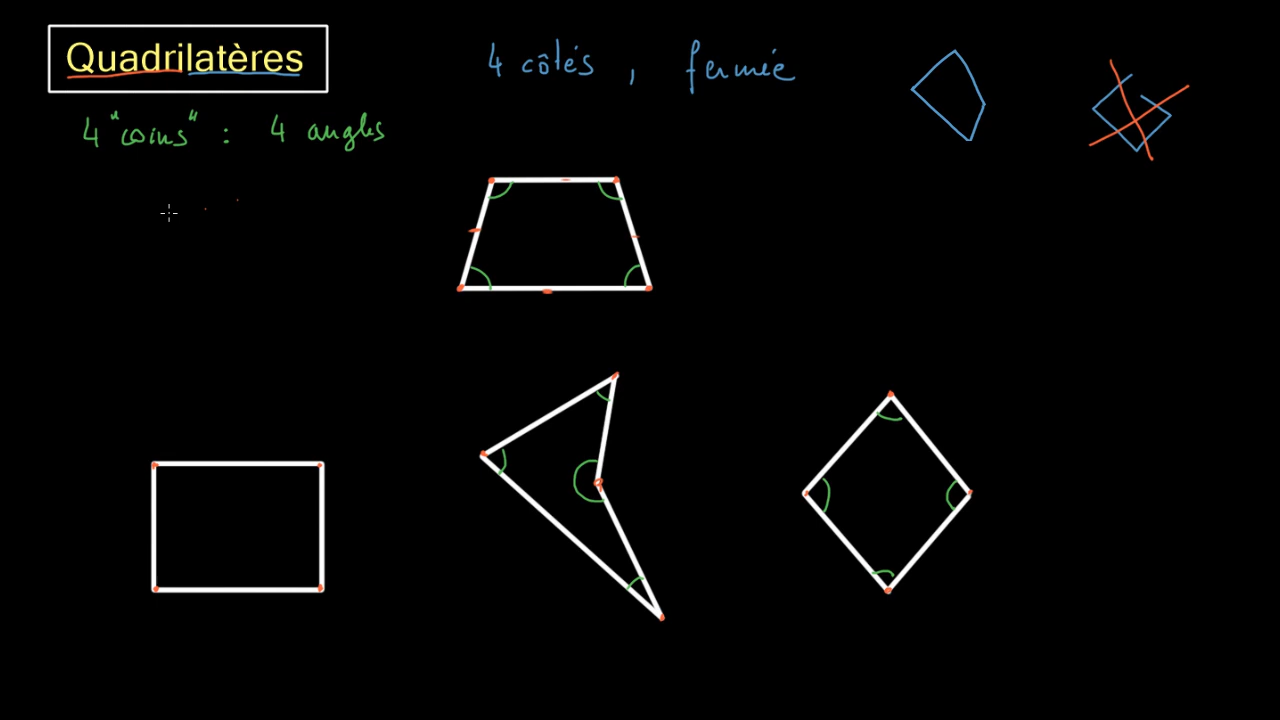 Quadrilatères
4 côtés , fermée
4 "coins" : 4 angles